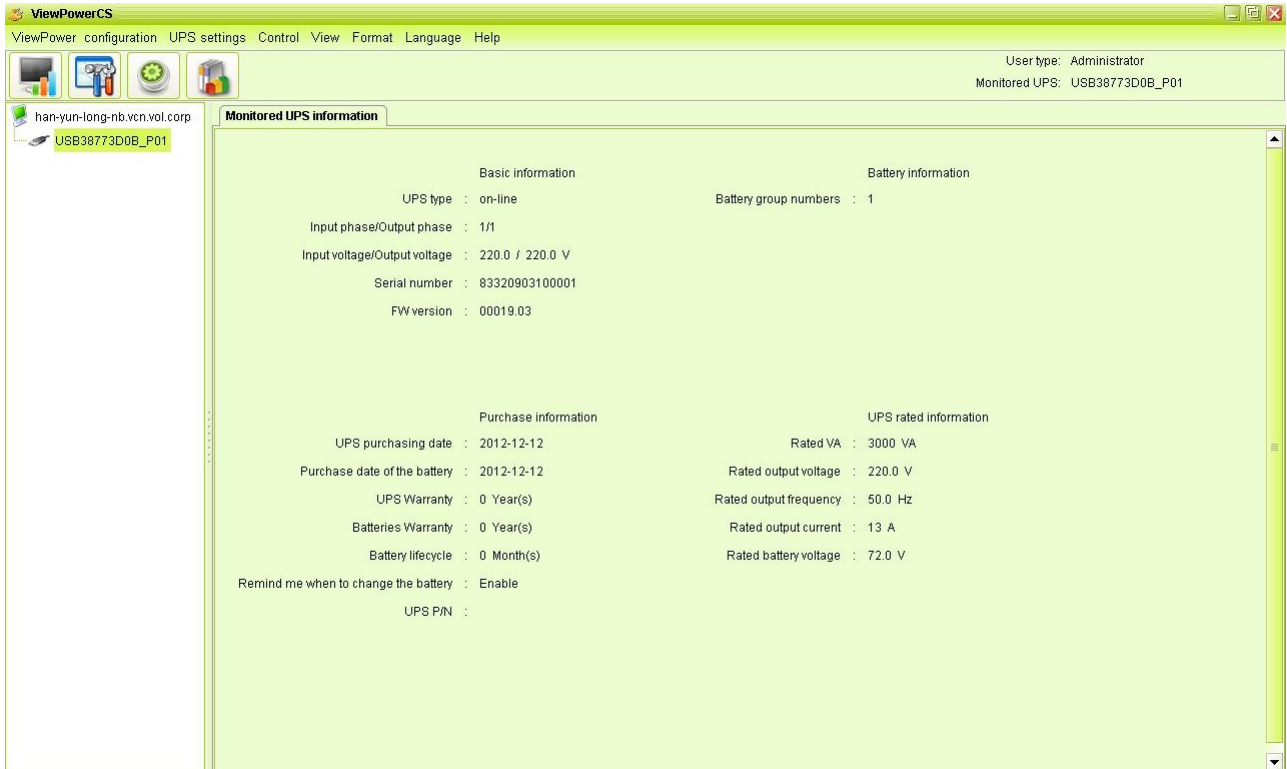 ViewPowerCS
ViewPower configuration UPS settings Control View Format Language Help
User type: Administrator
Monitored UPS: USB38773D0B_P01
han-yun-long-nb.vcn.vol.corp
USB38773D0B_P01
Monitored UPS information
Basic information
UPS type : on-line
Input phase/Output phase : 1/1
Input voltage/Output voltage : 220.0 / 220.0 V
Serial number : 83320903100001
FW version : 00019.03
Battery information
Battery group numbers : 1
Purchase information
UPS purchasing date : 2012-12-12
Purchase date of the battery : 2012-12-12
UPS Warranty : 0 Year(s)
Batteries Warranty : 0 Year(s)
Battery lifecycle : 0 Month(s)
Remind me when to change the battery : Enable
UPS P/N :
UPS rated information
Rated VA : 3000 VA
Rated output voltage : 220.0 V
Rated output frequency : 50.0 Hz
Rated output current : 13 A
Rated battery voltage : 72.0 V